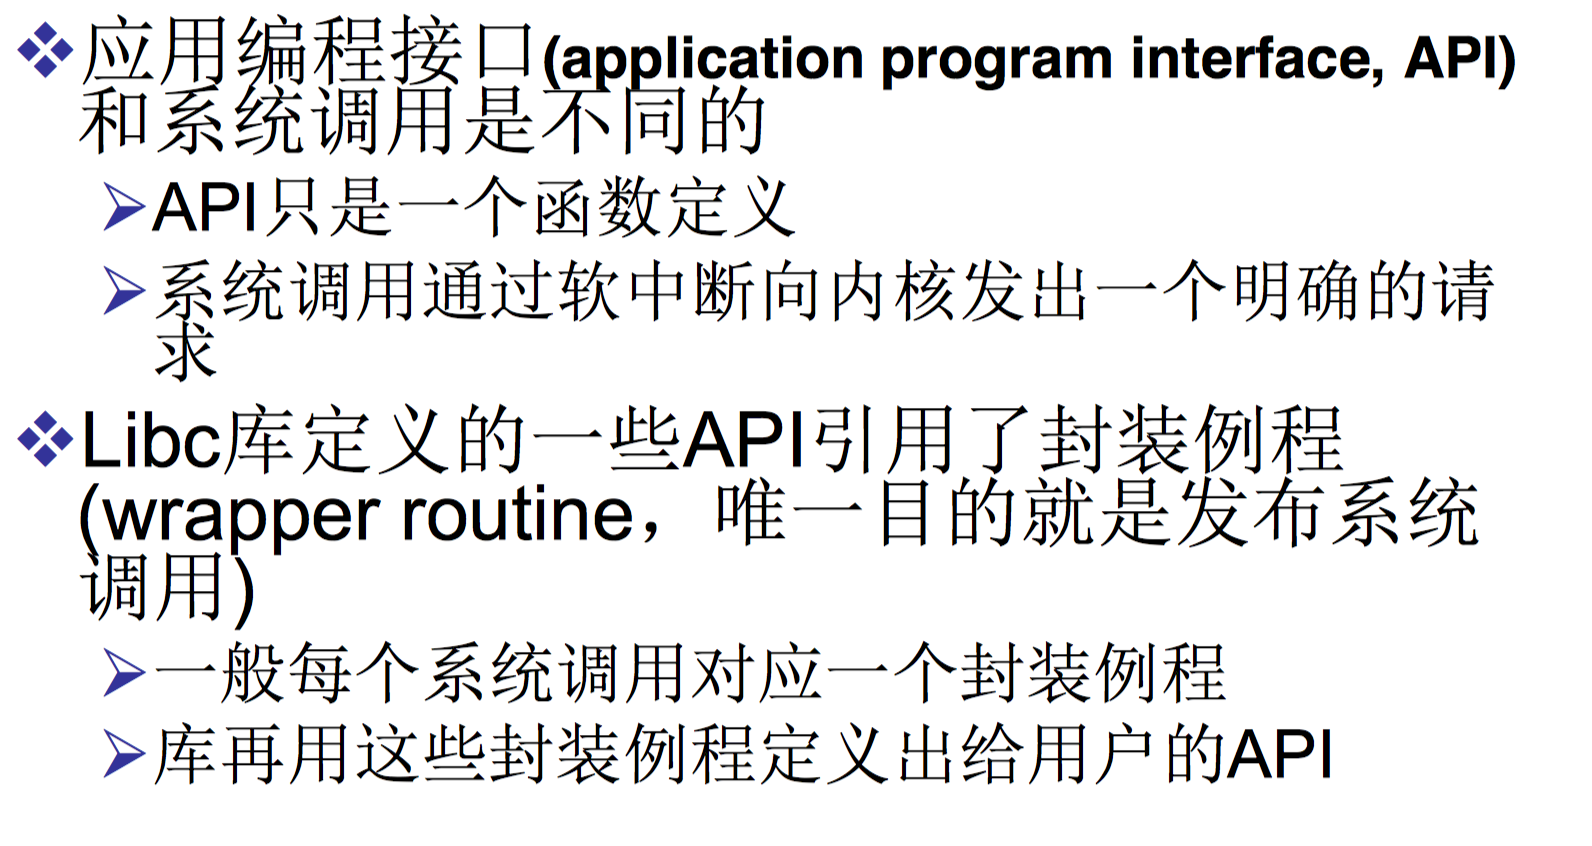 应用编程接口(application program interface, API)
和系统调用是不同的
API只是一个函数定义
系统调用通过软中断向内核发出一个明确的请
求
Libc库定义的一些API引用了封装例程
(wrapper routine，唯一目的就是发布系统
调用)
一般每个系统调用对应一个封装例程
库再用这些封装例程定义出给用户的API